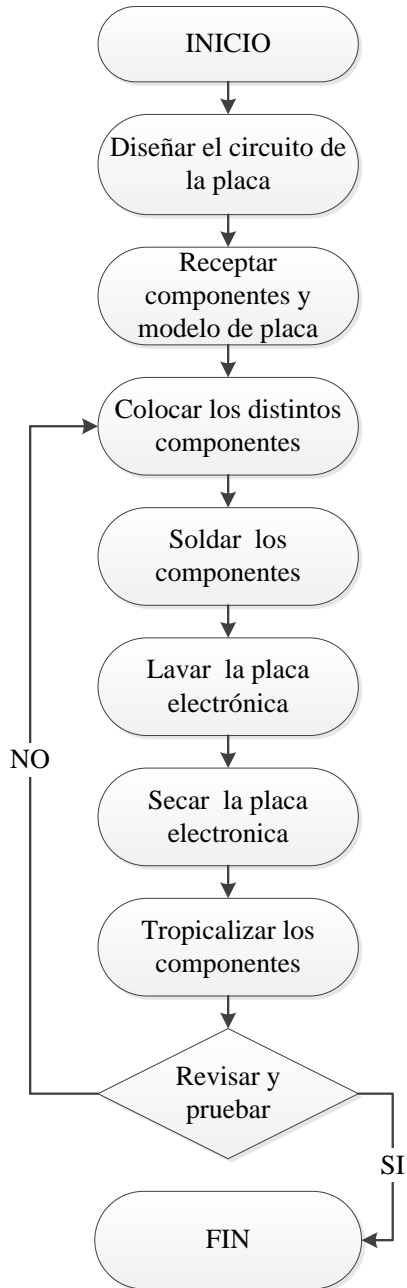 INICIO
Diseñar el circuito de
la placa
Receptar
componentes y
modelo de placa
Colocar los distintos
componentes
Soldar  los
componentes
Lavar  la placa
electrónica
NO
Secar  la placa
electronica
Tropicalizar los
componentes
Revisar y
pruebar
SI
FIN